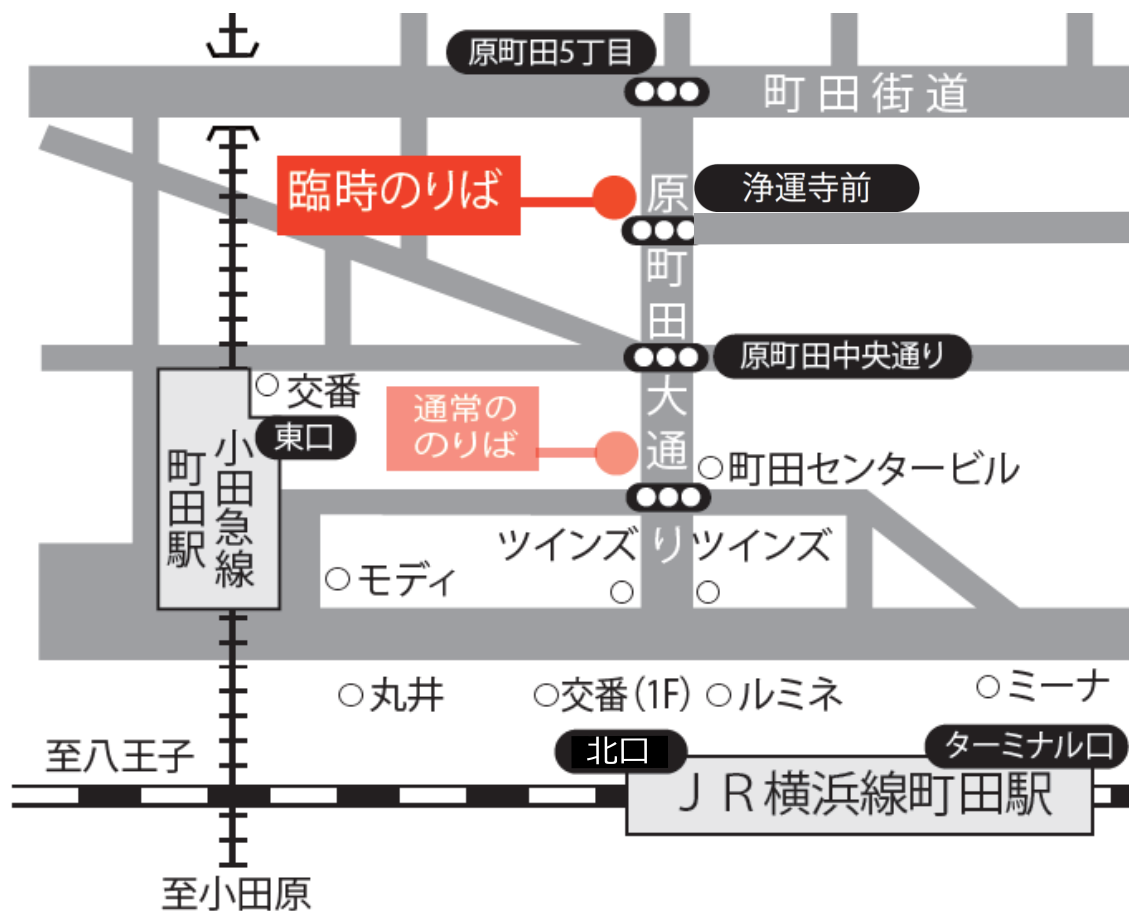 原町田5丁目
町田街道
臨時のりば
浄運寺前
原町田大通り
原町田中央通り
交番
東口
通常の
のりば
小田急線
町田駅
町田センタービル
ツインズ
ツインズ
モディ
丸井
交番(1F)
ルミネ
ミーナ
至八王子
北口
ターミナル口
JR横浜線町田駅
至小田原